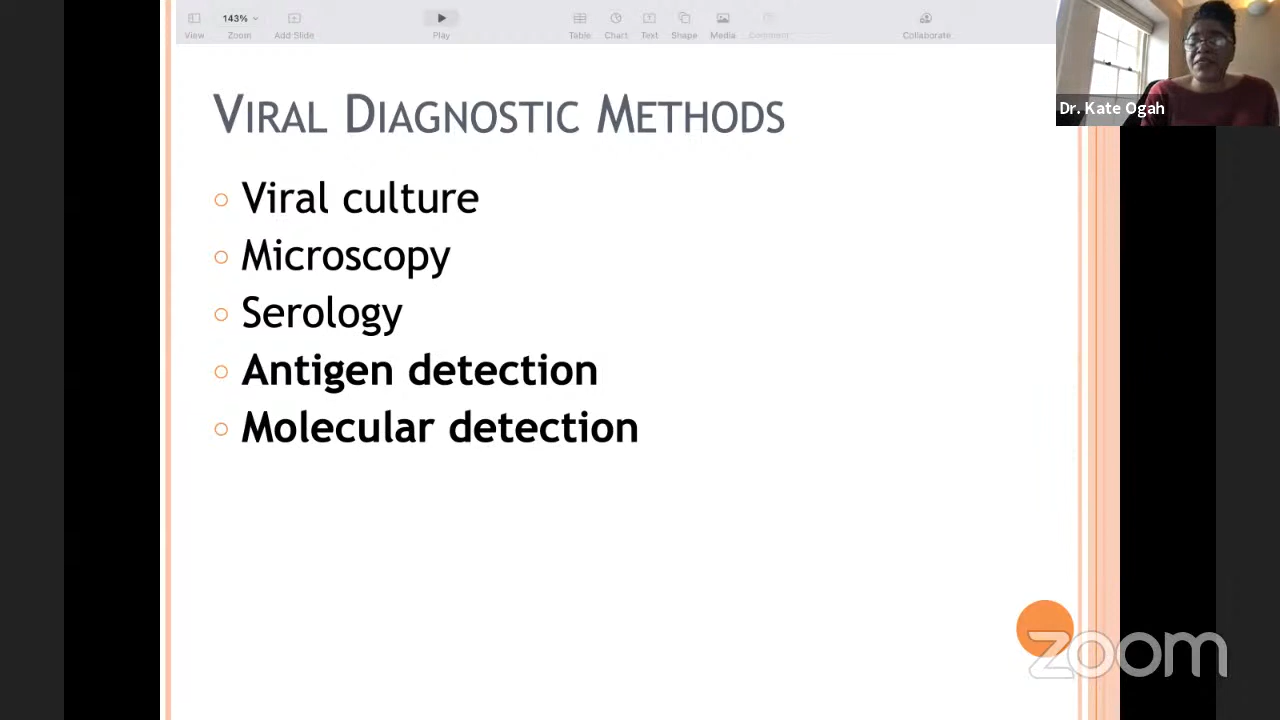 143%
View
Zoom
Add Slide
Play
Table
Chart
Text
Shape
Media
Comment
Collaborate
Dr. Kate Ogah
VIRAL DIAGNOSTIC METHODS
Viral culture
Microscopy
Serology
Antigen detection
Molecular detection
zoom